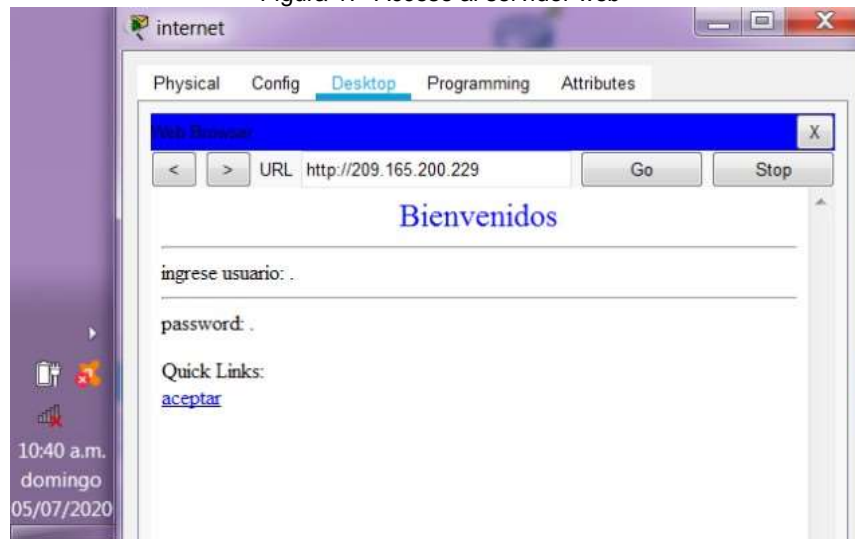 internet
Physical Config Desktop Programming Attributes
Web Browser X
< > URL http://209.165.200.229 Go Stop
Bienvenidos
ingrese usuario: .
password: .
Quick Links:
aceptar
10:40 a.m.
domingo
05/07/2020